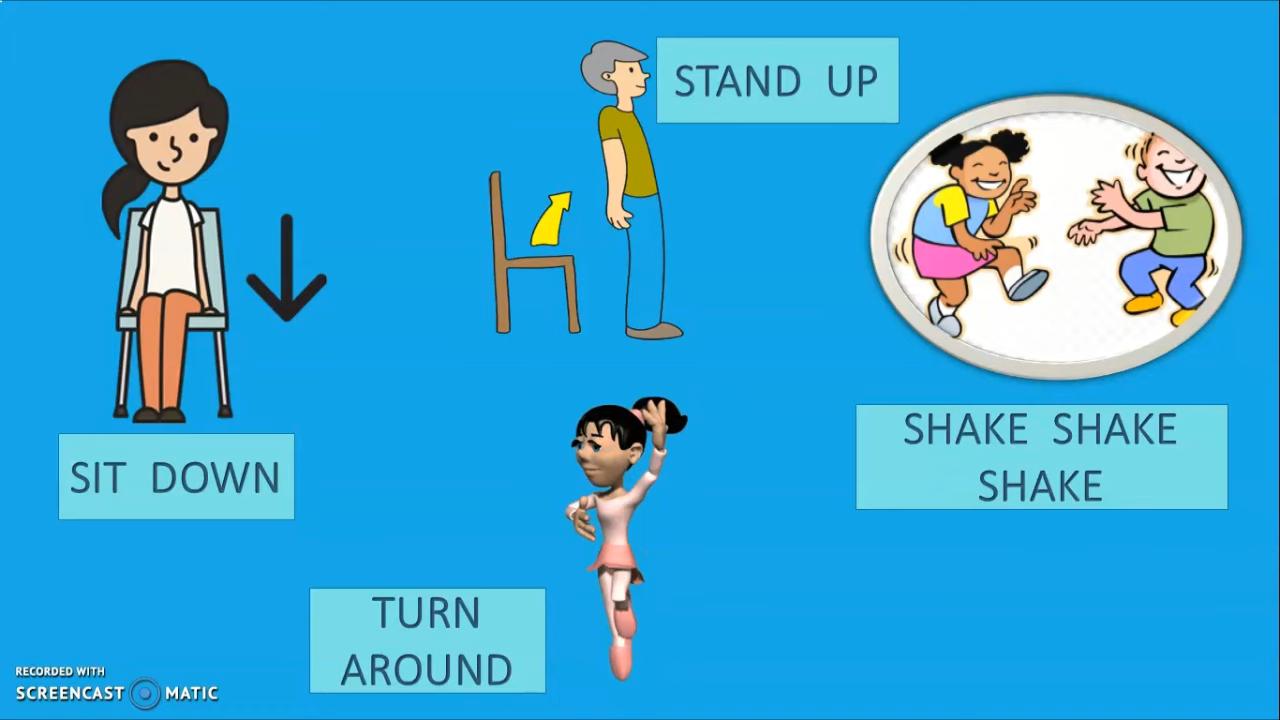 STAND UP
SHAKE SHAKE
SHAKE
SIT DOWN
TURN
AROUND
RECORDED WITH
SCREENCAST MATIC